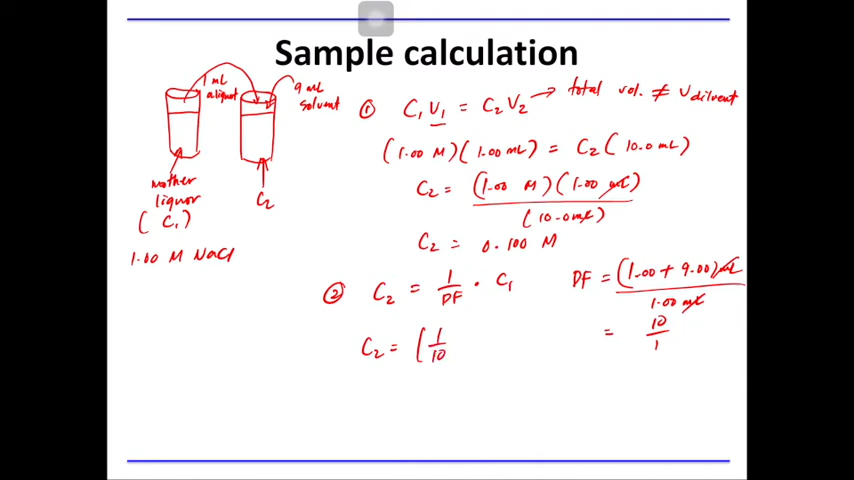 Sample calculation
1 mL aliquot
9 mL solvent
mother liquor
( C₁ )
C₂
1.00 M NaCl
① C₁V₁ = C₂V₂ → total vol. ≠ V diluent
(1.00 M)(1.00 mL) = C₂(10.0 mL)
C₂ = (1.00 M)(1.00 mL) / (10.0 mL)
C₂ = 0.100 M
② C₂ = 1/DF · C₁
DF = (1.00 + 9.00) mL / 1.00 mL
= 10/1
C₂ = (1/10